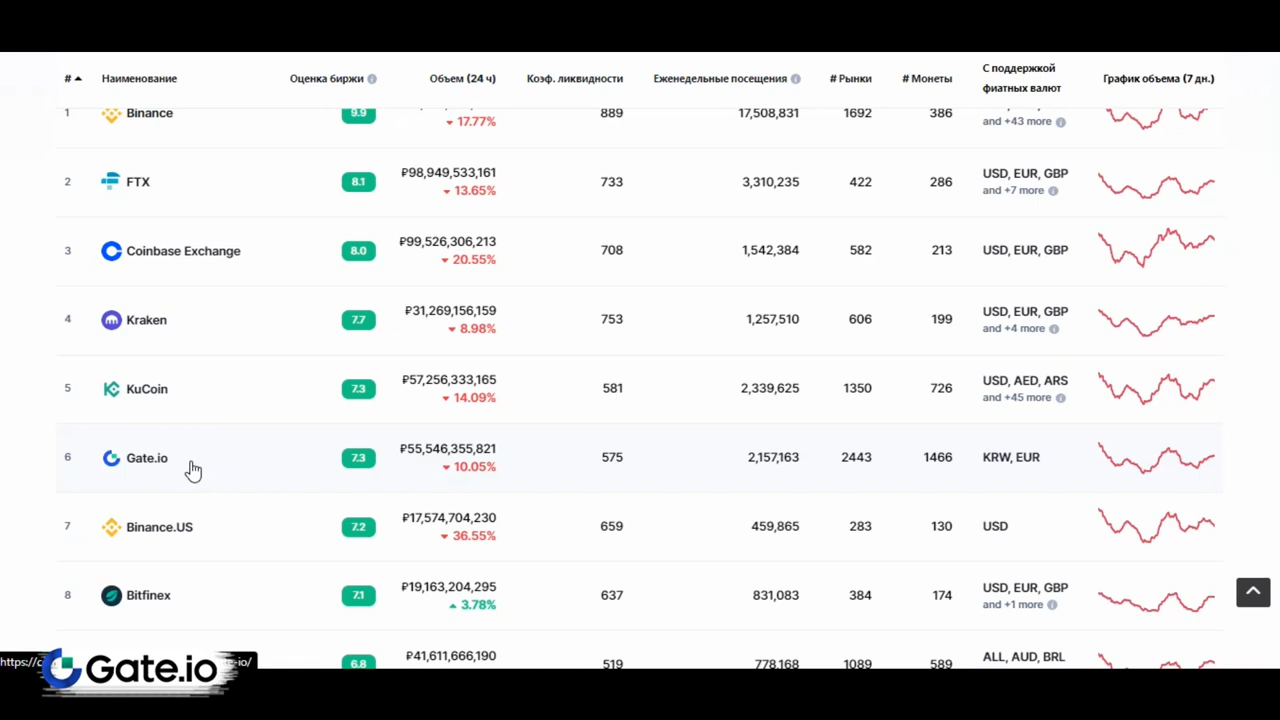 # Наименование Оценка биржи Объем (24 ч) Коэф. ликвидности Еженедельные посещения # Рынки # Монеты С поддержкой фиатных валют График объема (7 дн.)
1 Binance 9.9 889 17,508,831 1692 386
17.77% and +43 more
2 FTX 8.1 ₽98,949,533,161 733 3,310,235 422 286 USD, EUR, GBP
13.65% and +7 more
3 Coinbase Exchange 8.0 ₽99,526,306,213 708 1,542,384 582 213 USD, EUR, GBP
20.55%
4 Kraken 7.7 ₽31,269,156,159 753 1,257,510 606 199 USD, EUR, GBP
8.98% and +4 more
5 KuCoin 7.3 ₽57,256,333,165 581 2,339,625 1350 726 USD, AED, ARS
14.09% and +45 more
6 Gate.io 7.3 ₽55,546,355,821 575 2,157,163 2443 1466 KRW, EUR
10.05%
7 Binance.US 7.2 ₽17,574,704,230 659 459,865 283 130 USD
36.55%
8 Bitfinex 7.1 ₽19,163,204,295 637 831,083 384 174 USD, EUR, GBP
3.78% and +1 more
6.8 ₽41,611,666,190 519 778,168 1089 589 ALL, AUD, BRL
Gate.io